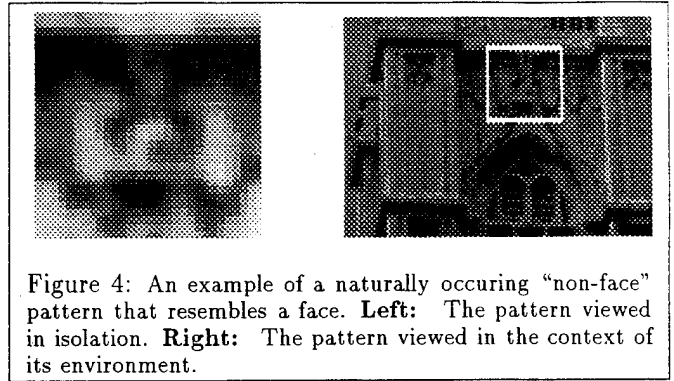 Figure 4: An example of a naturally occuring “non-face”
pattern that resembles a face. Left: The pattern viewed
in isolation. Right: The pattern viewed in the context of
its environment.